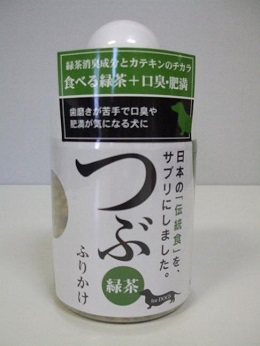 緑茶消臭成分とカテキンのチカラ
食べる緑茶+口臭・肥満
歯磨きが苦手で口臭や
肥満が気になる犬に
日本の「伝統食」を、
サプリにしました。
つぶ
ふりかけ
緑茶
for DOGS